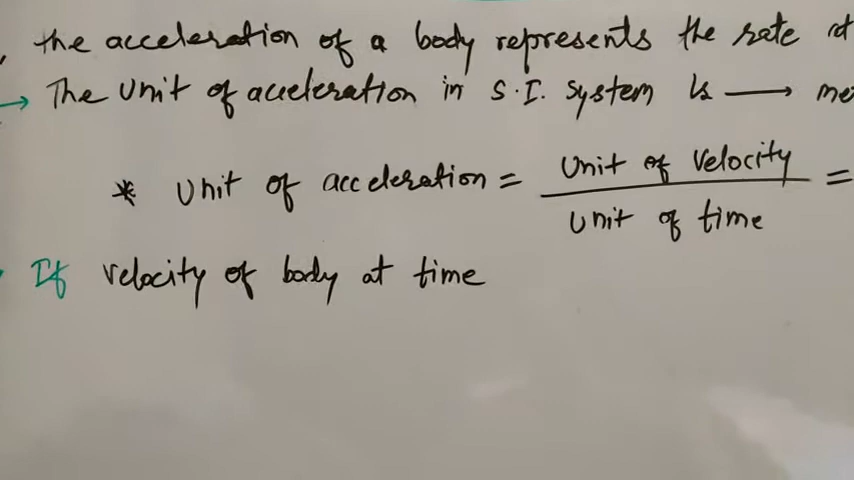 the acceleration of a body represents the rate
→ The Unit of acceleration in S.I. system is ⟶
* Unit of acceleration = Unit of velocity / Unit of time =
If velocity of body at time